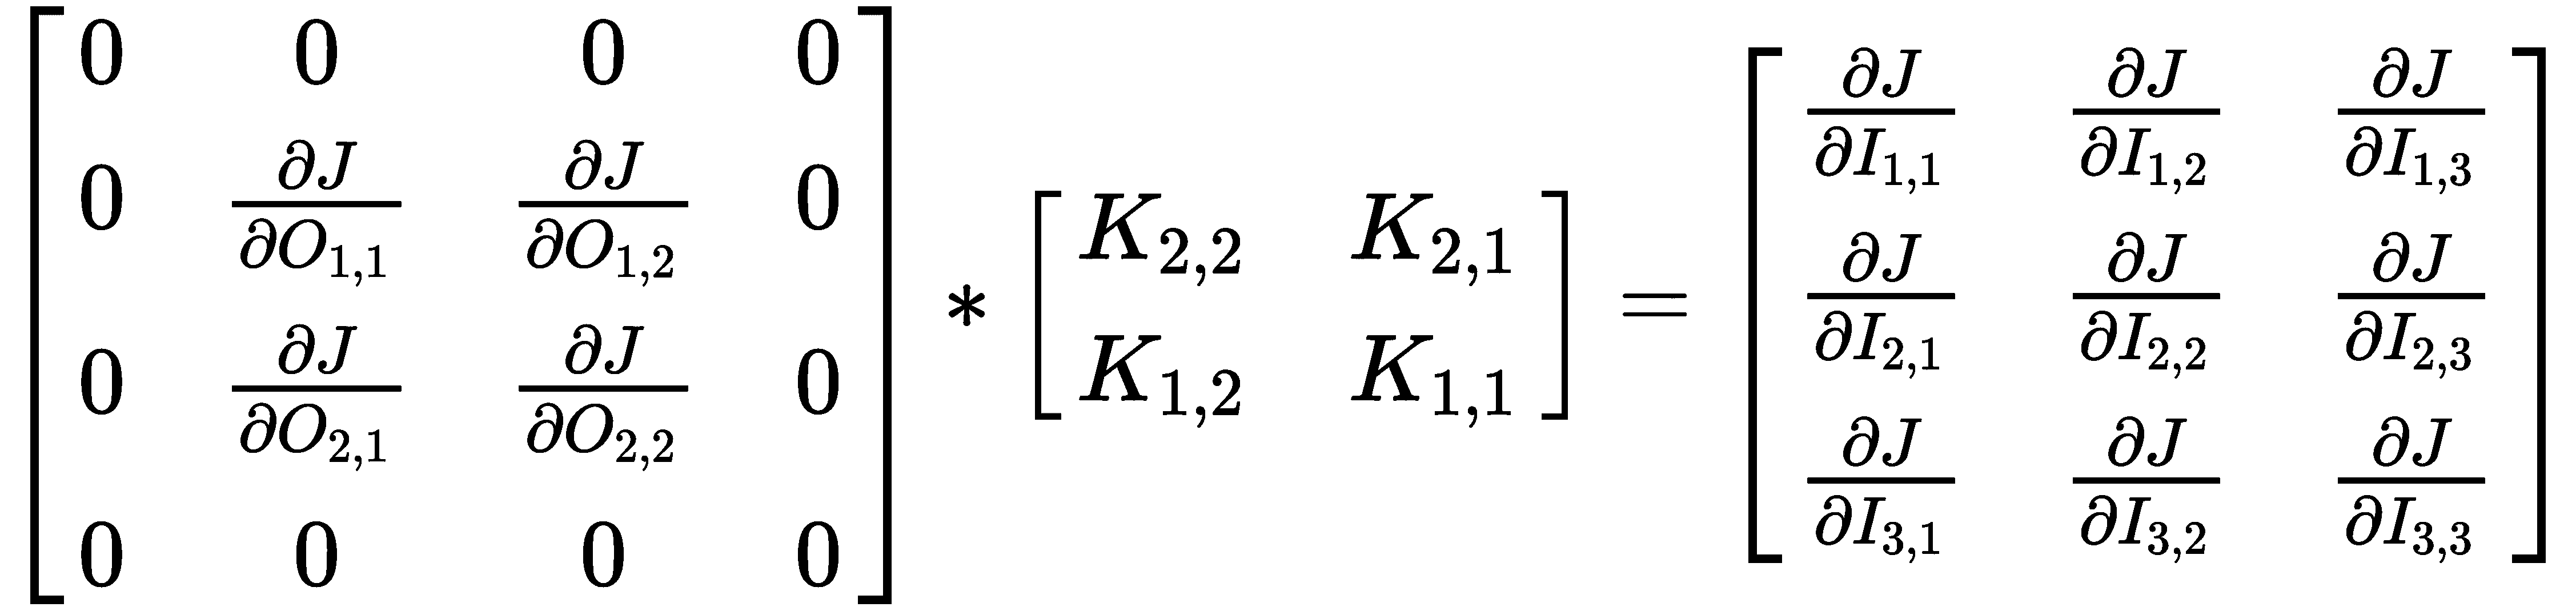 \begin{bmatrix} 0 & 0 & 0 & 0 \\ 0 & \frac{\partial J}{\partial O_{1,1}} & \frac{\partial J}{\partial O_{1,2}} & 0 \\ 0 & \frac{\partial J}{\partial O_{2,1}} & \frac{\partial J}{\partial O_{2,2}} & 0 \\ 0 & 0 & 0 & 0 \end{bmatrix} * \begin{bmatrix} K_{2,2} & K_{2,1} \\ K_{1,2} & K_{1,1} \end{bmatrix} = \begin{bmatrix} \frac{\partial J}{\partial I_{1,1}} & \frac{\partial J}{\partial I_{1,2}} & \frac{\partial J}{\partial I_{1,3}} \\ \frac{\partial J}{\partial I_{2,1}} & \frac{\partial J}{\partial I_{2,2}} & \frac{\partial J}{\partial I_{2,3}} \\ \frac{\partial J}{\partial I_{3,1}} & \frac{\partial J}{\partial I_{3,2}} & \frac{\partial J}{\partial I_{3,3}} \end{bmatrix}